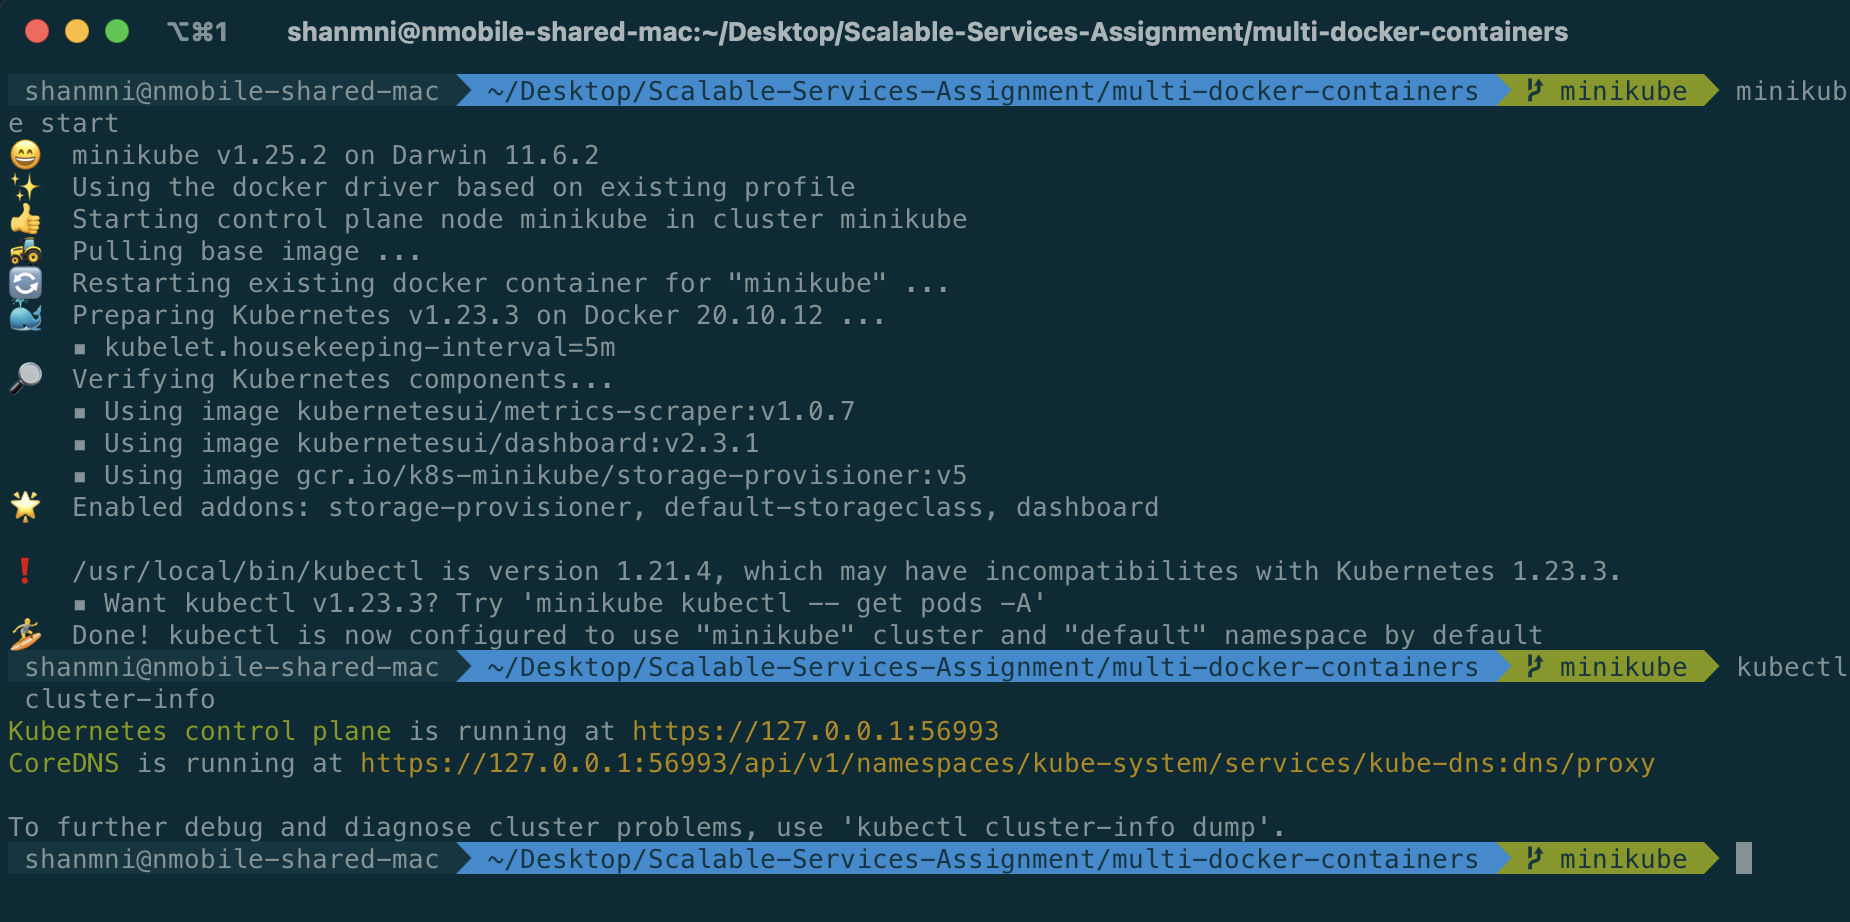 ⌥⌘1 shanmni@nmobile-shared-mac:~/Desktop/Scalable-Services-Assignment/multi-docker-containers
shanmni@nmobile-shared-mac ~/Desktop/Scalable-Services-Assignment/multi-docker-containers minikube minikub
e start
minikube v1.25.2 on Darwin 11.6.2
Using the docker driver based on existing profile
Starting control plane node minikube in cluster minikube
Pulling base image ...
Restarting existing docker container for "minikube" ...
Preparing Kubernetes v1.23.3 on Docker 20.10.12 ...
▪ kubelet.housekeeping-interval=5m
Verifying Kubernetes components...
▪ Using image kubernetesui/metrics-scraper:v1.0.7
▪ Using image kubernetesui/dashboard:v2.3.1
▪ Using image gcr.io/k8s-minikube/storage-provisioner:v5
Enabled addons: storage-provisioner, default-storageclass, dashboard
❗ /usr/local/bin/kubectl is version 1.21.4, which may have incompatibilites with Kubernetes 1.23.3.
▪ Want kubectl v1.23.3? Try 'minikube kubectl -- get pods -A'
Done! kubectl is now configured to use "minikube" cluster and "default" namespace by default
shanmni@nmobile-shared-mac ~/Desktop/Scalable-Services-Assignment/multi-docker-containers minikube kubectl
cluster-info
Kubernetes control plane is running at https://127.0.0.1:56993
CoreDNS is running at https://127.0.0.1:56993/api/v1/namespaces/kube-system/services/kube-dns:dns/proxy
To further debug and diagnose cluster problems, use 'kubectl cluster-info dump'.
shanmni@nmobile-shared-mac ~/Desktop/Scalable-Services-Assignment/multi-docker-containers minikube